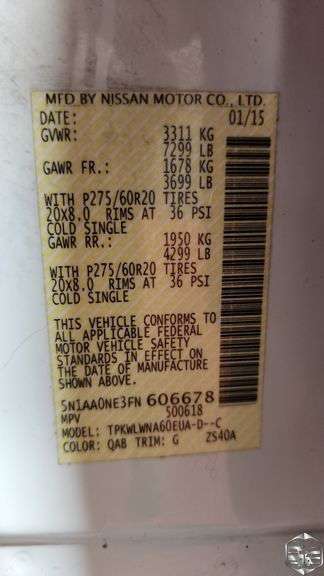 MFD BY NISSAN MOTOR CO., LTD.
DATE: 01/15
GVWR: 3311 KG
7299 LB
GAWR FR.: 1678 KG
3699 LB
WITH P275/60R20 TIRES
20X8.0 RIMS AT 36 PSI
COLD SINGLE
GAWR RR.: 1950 KG
4299 LB
WITH P275/60R20 TIRES
20X8.0 RIMS AT 36 PSI
COLD SINGLE
THIS VEHICLE CONFORMS TO
ALL APPLICABLE FEDERAL
MOTOR VEHICLE SAFETY
STANDARDS IN EFFECT ON
THE DATE OF MANUFACTURE
SHOWN ABOVE.
5N1AA0NE3FN 606678
MPV 500618
MODEL: TPKWLWNA60EUA-D--C
COLOR: QAB TRIM: G ZS40A